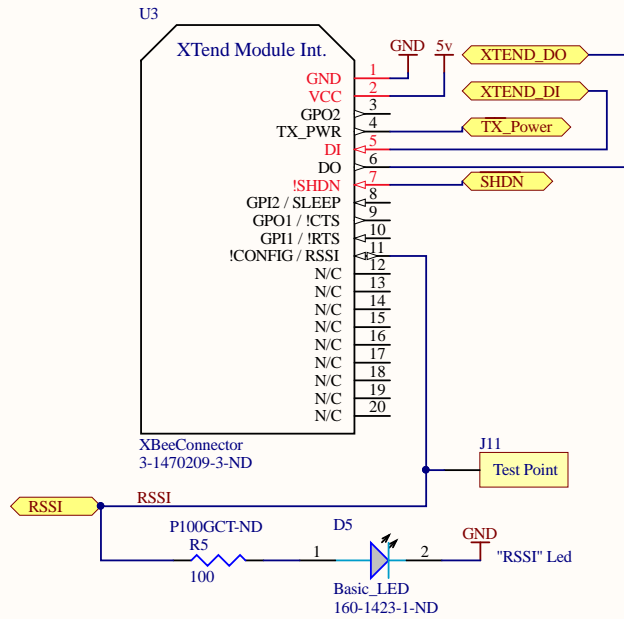 U3
XTend Module Int.
GND 1
VCC 2
GPO2 3
TX_PWR 4
DI 5
DO 6
!SHDN 7
GPI2 / SLEEP 8
GPO1 / !CTS 9
GPI1 / !RTS 10
!CONFIG / RSSI 11
N/C 12
N/C 13
N/C 14
N/C 15
N/C 16
N/C 17
N/C 18
N/C 19
N/C 20
XBeeConnector
3-1470209-3-ND
GND
5v
XTEND_DO
XTEND_DI
TX_Power
SHDN
J11
Test Point
RSSI
RSSI
P100GCT-ND
R5
100
D5
1
2
Basic_LED
160-1423-1-ND
GND
"RSSI" Led